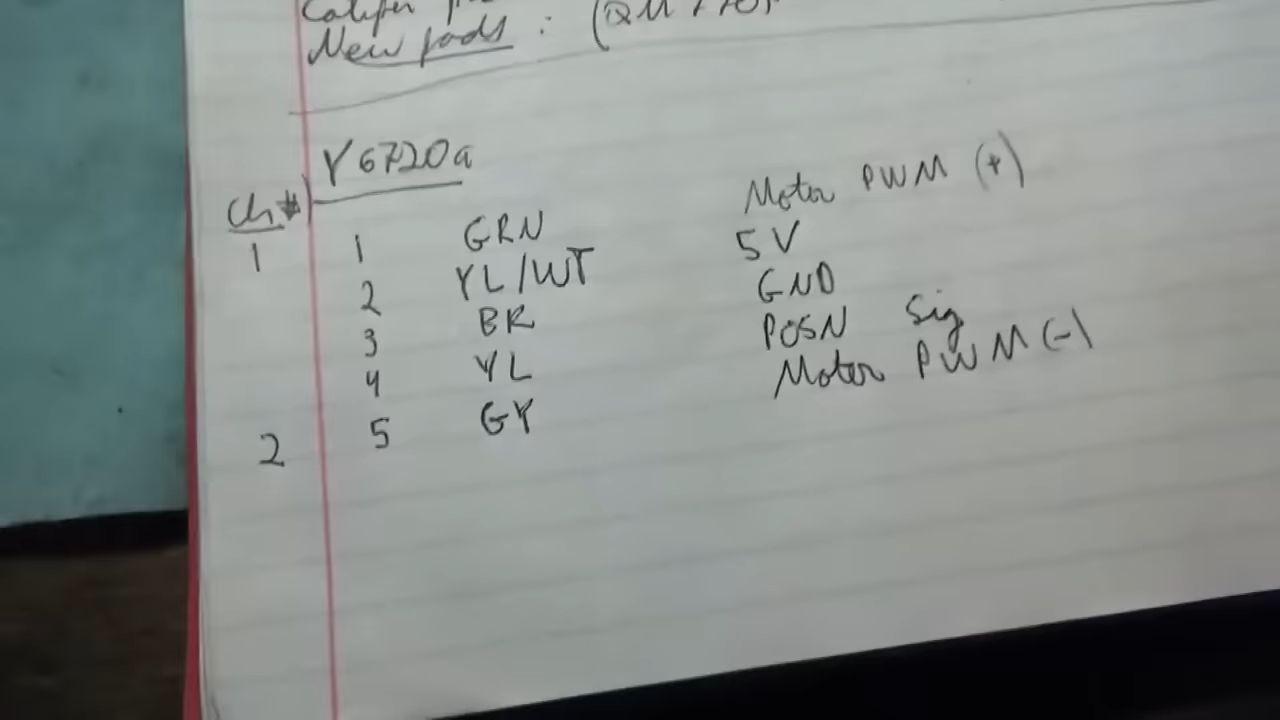 New pads : (
Y6720a
Ch #
1 1 GRN Motor PWM (+)
2 YL/WT 5V
3 BR GND
4 YL POSN Sig
2 5 GY Motor PWM (-)